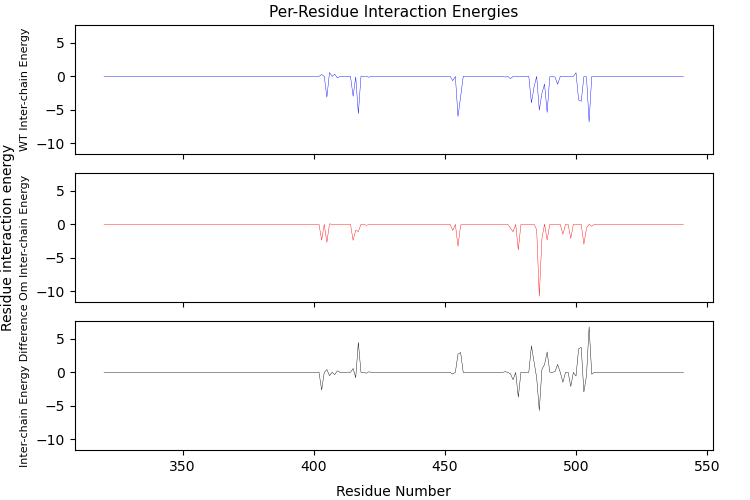 Per-Residue Interaction Energies
Residue interaction energy
WT Inter-chain Energy
5
0
−5
−10
Om Inter-chain Energy
5
0
−5
−10
Inter-chain Energy Difference
5
0
−5
−10
350
400
450
500
550
Residue Number